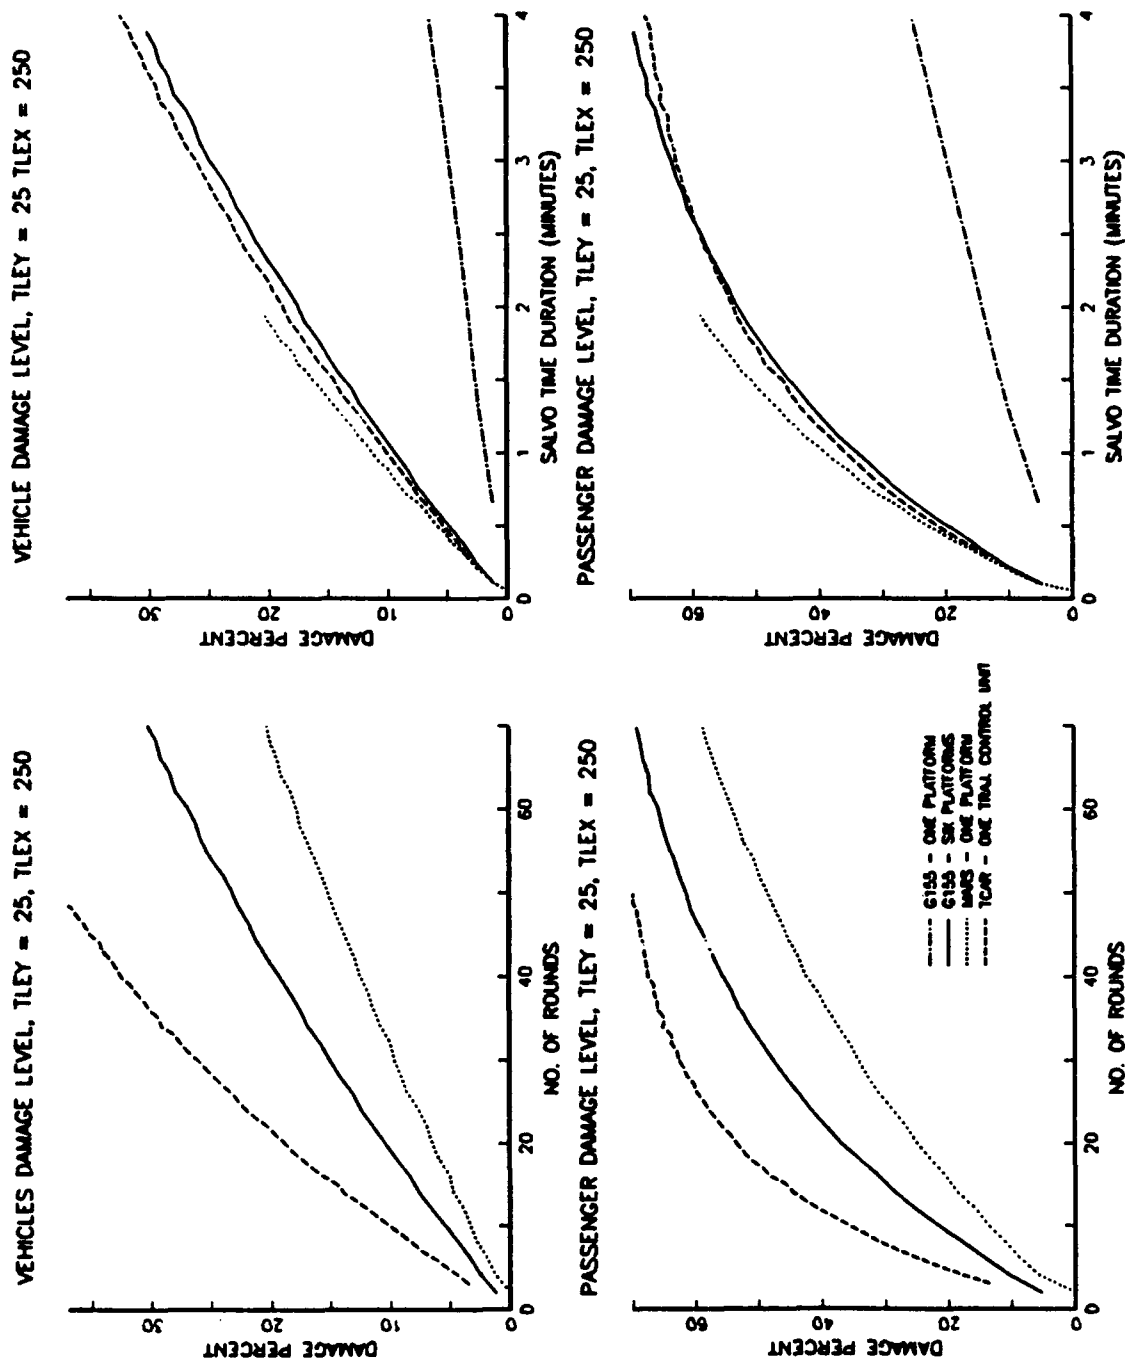 VEHICLES DAMAGE LEVEL, TLEY = 25, TLEX = 250
DAMAGE PERCENT
30
20
10
0
0
20
40
60
NO. OF ROUNDS
VEHICLE DAMAGE LEVEL, TLEY = 25 TLEX = 250
DAMAGE PERCENT
30
20
10
0
0
1
2
3
4
SALVO TIME DURATION (MINUTES)
PASSENGER DAMAGE LEVEL, TLEY = 25, TLEX = 250
DAMAGE PERCENT
60
40
20
0
0
20
40
60
NO. OF ROUNDS
G155 - ONE PLATFORM
G155 - SIX PLATFORMS
MARS - ONE PLATFORM
TCAR - ONE TRAJ. CONTROL UNIT
PASSENGER DAMAGE LEVEL, TLEY = 25, TLEX = 250
DAMAGE PERCENT
60
40
20
0
0
1
2
3
4
SALVO TIME DURATION (MINUTES)